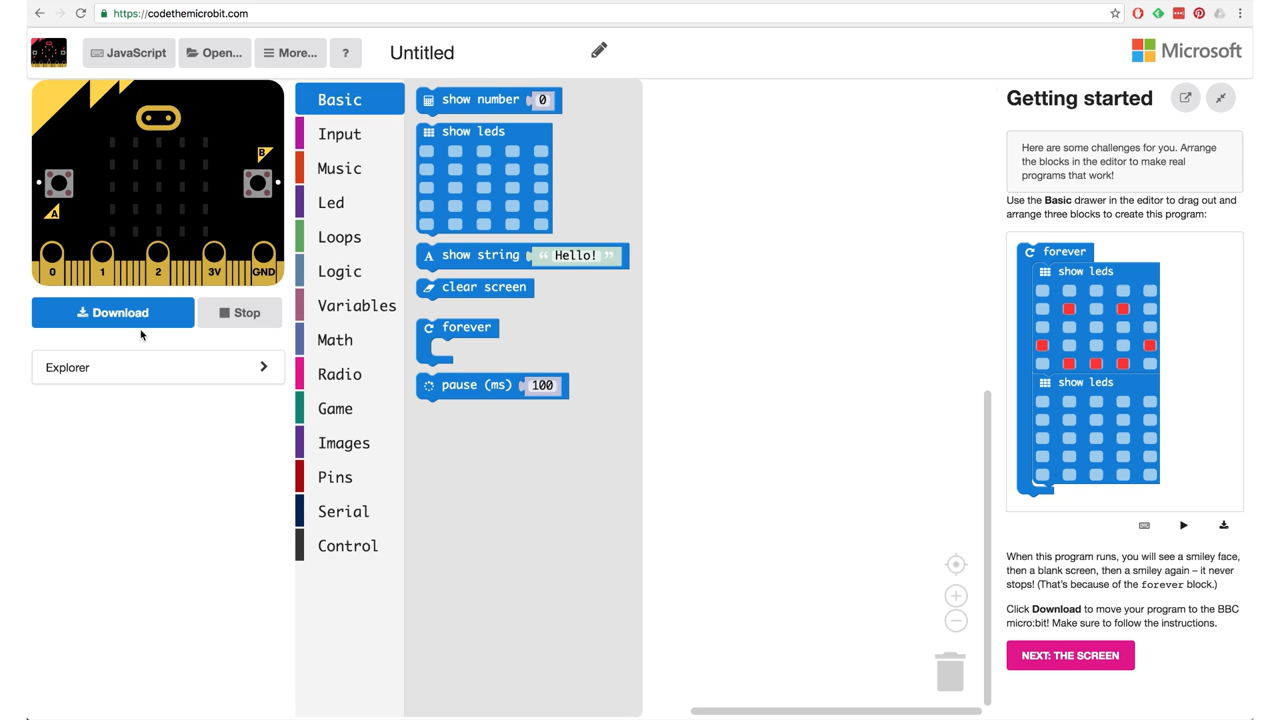 https://codethemicrobit.com
JavaScript
Open...
More...
?
Untitled
Microsoft
B
A
0 1 2 3V GND
Download
Stop
Explorer
Basic
Input
Music
Led
Loops
Logic
Variables
Math
Radio
Game
Images
Pins
Serial
Control
show number 0
show leds
A show string “ Hello! ”
clear screen
forever
pause (ms) 100
Getting started
Here are some challenges for you. Arrange
the blocks in the editor to make real
programs that work!
Use the Basic drawer in the editor to drag out and
arrange three blocks to create this program:
forever
show leds
show leds
When this program runs, you will see a smiley face,
then a blank screen, then a smiley again – it never
stops! (That's because of the forever block.)
Click Download to move your program to the BBC
micro:bit! Make sure to follow the instructions.
NEXT: THE SCREEN